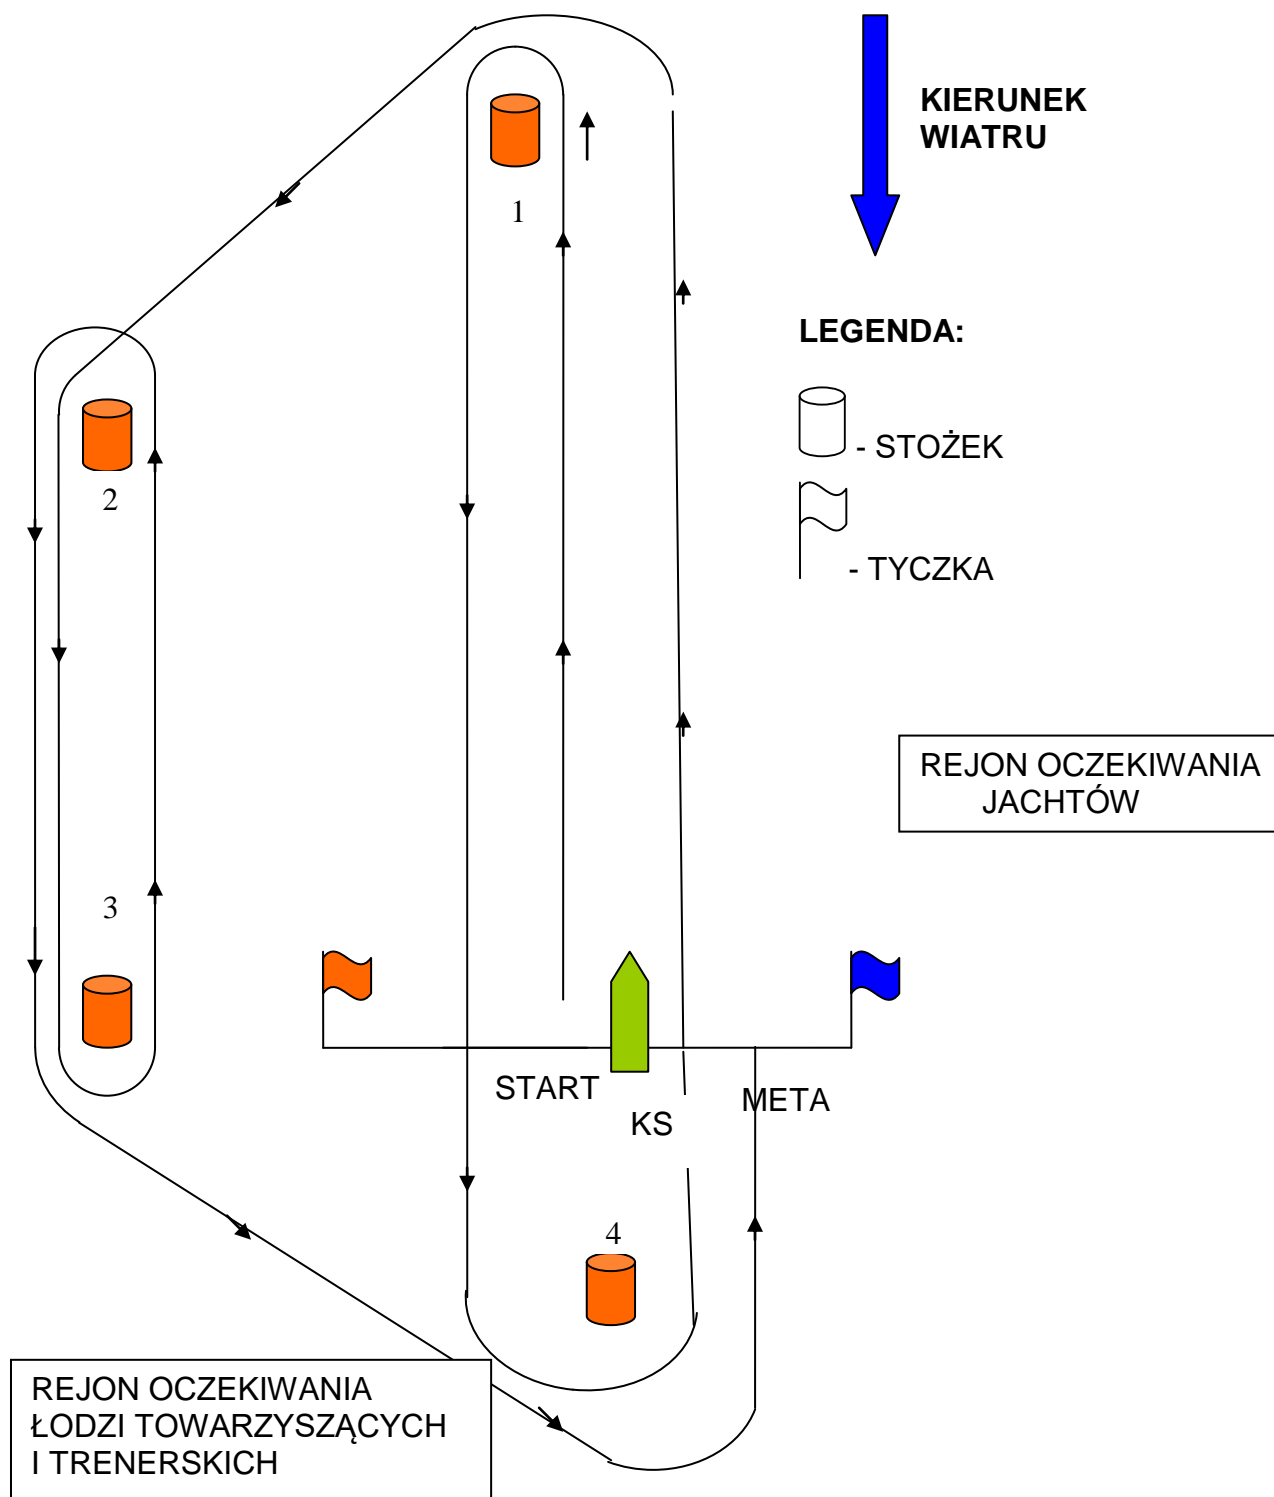 KIERUNEK
WIATRU
1
LEGENDA:
- STOŻEK
2
- TYCZKA
REJON OCZEKIWANIA
JACHTÓW
3
START
META
KS
4
REJON OCZEKIWANIA
ŁODZI TOWARZYSZĄCYCH
I TRENERSKICH